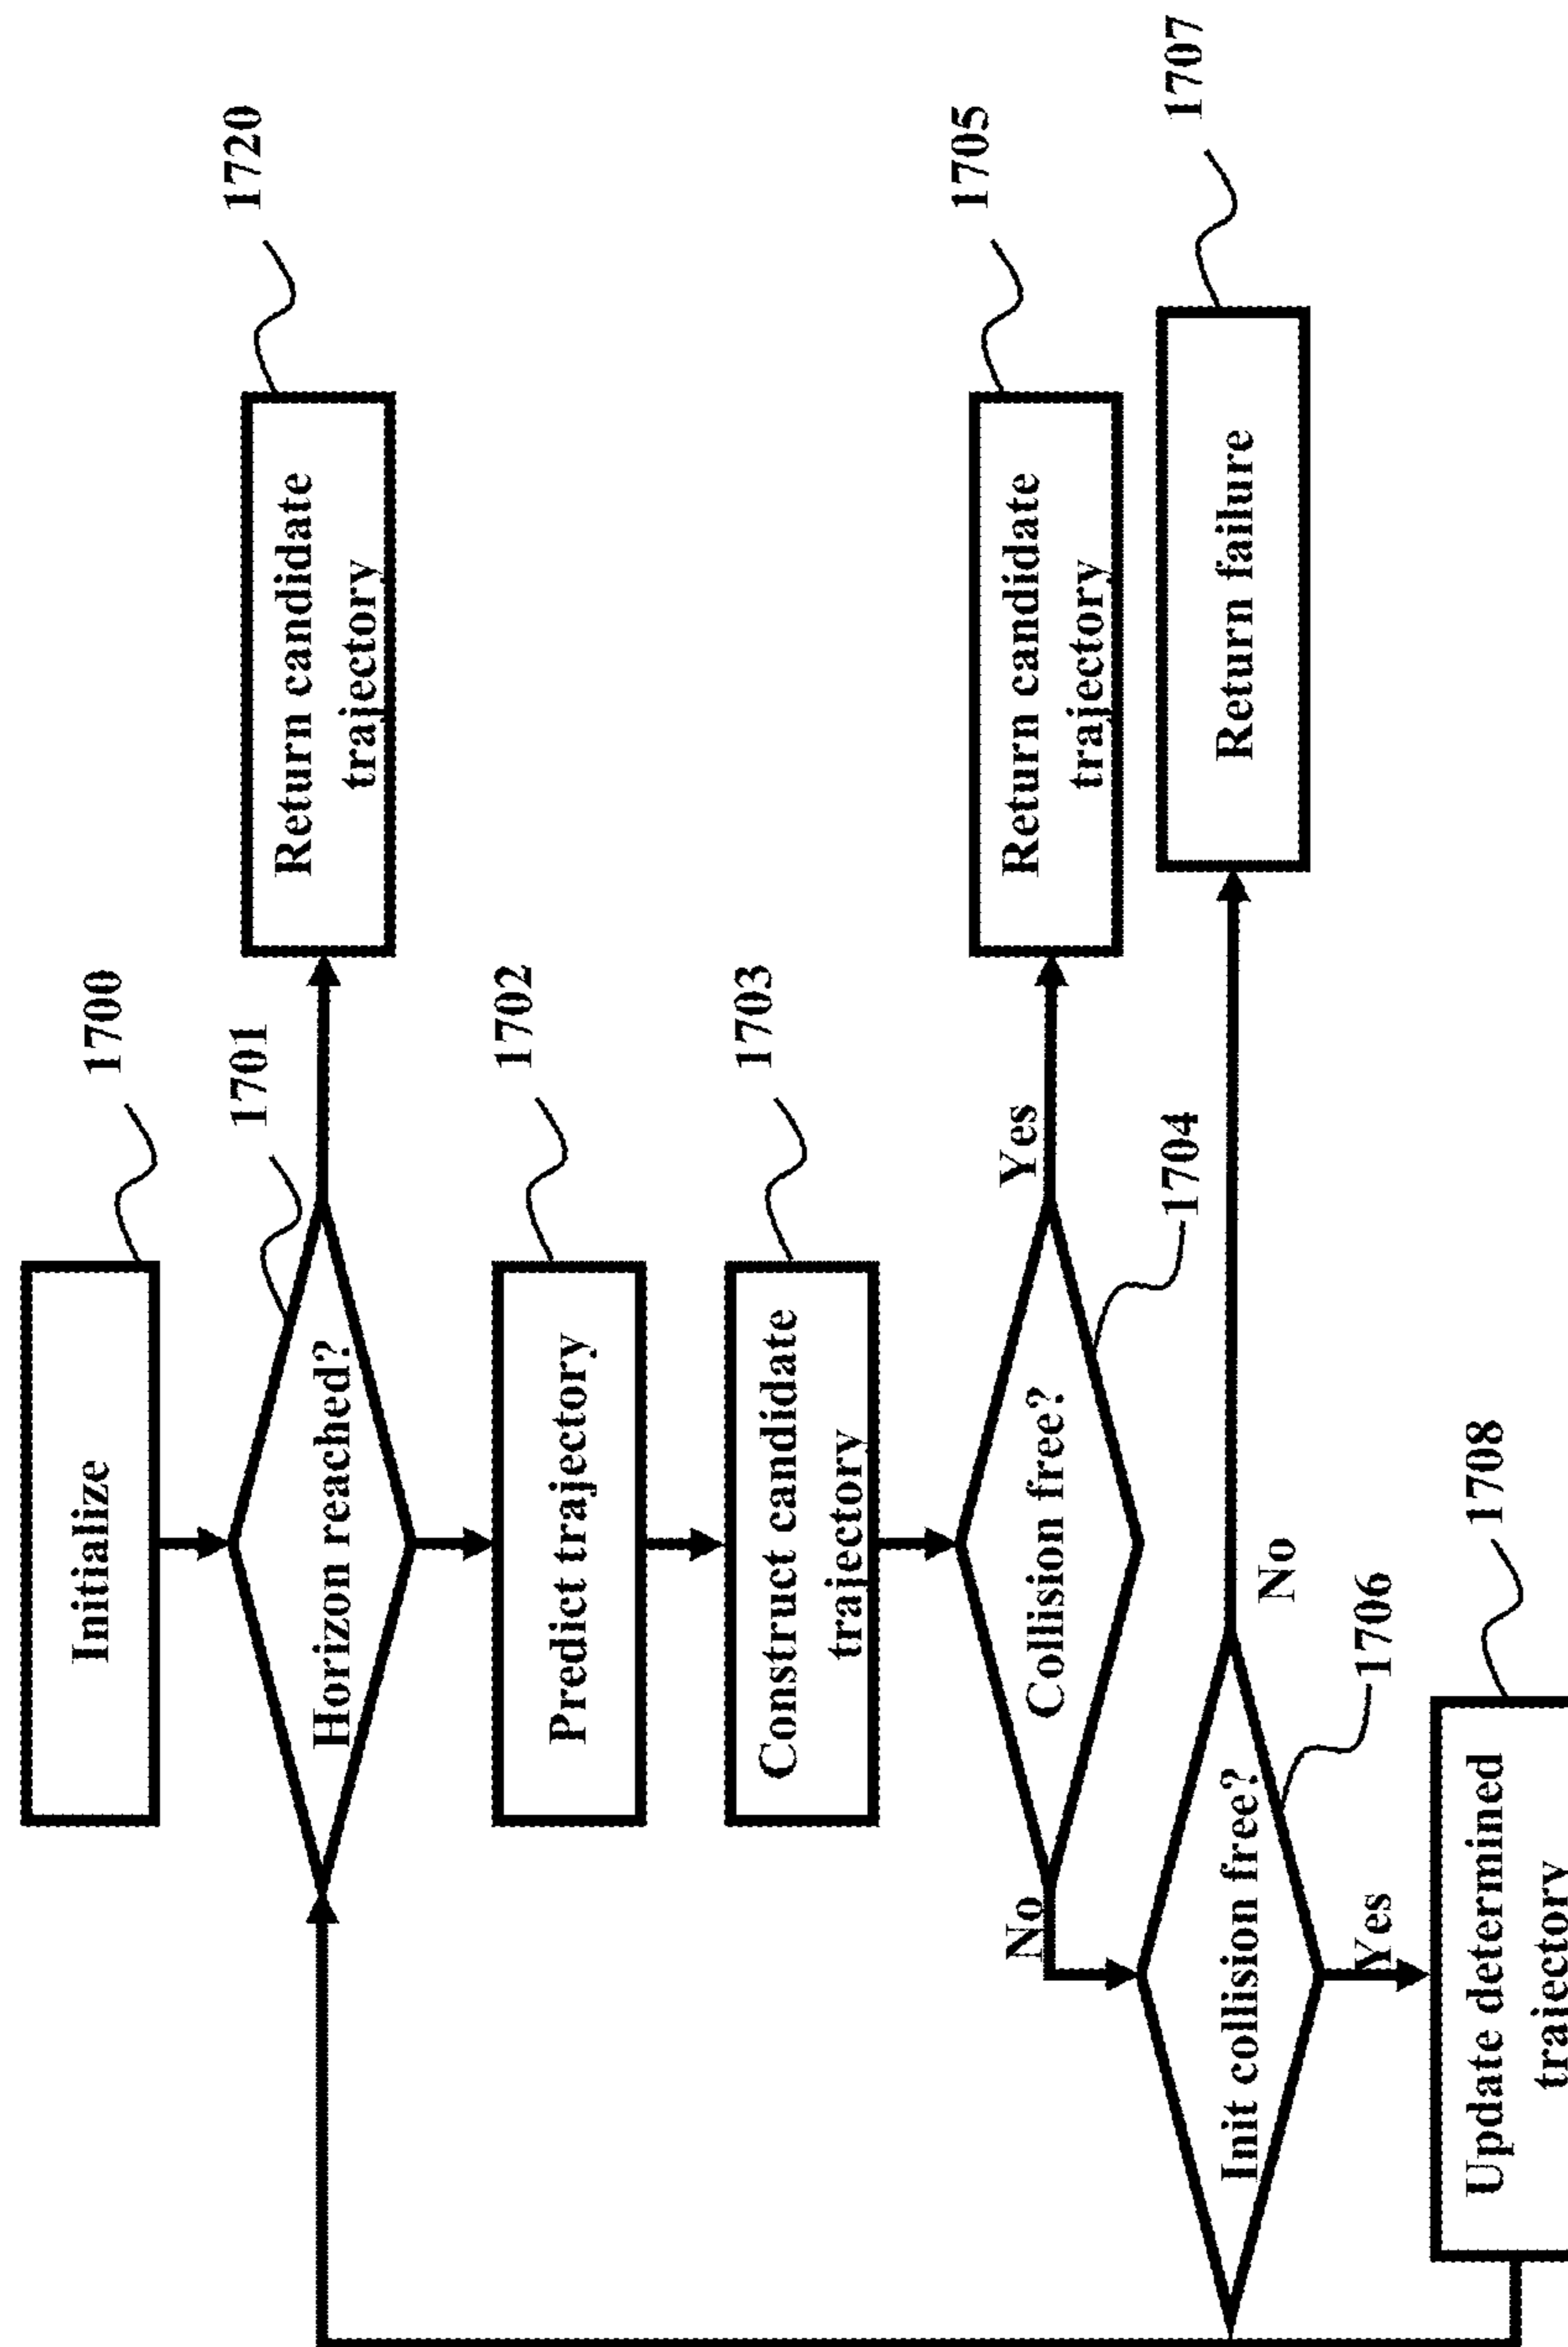 1700
Initialize
1701
1720
Horizon reached?
Return candidate
trajectory
1702
Predict trajectory
1703
Construct candidate
trajectory
1705
Yes
Collision free?
Return candidate
trajectory
No
1704
1707
Init collision free?
Return failure
No
1706
Yes
1708
Update determined
trajectory